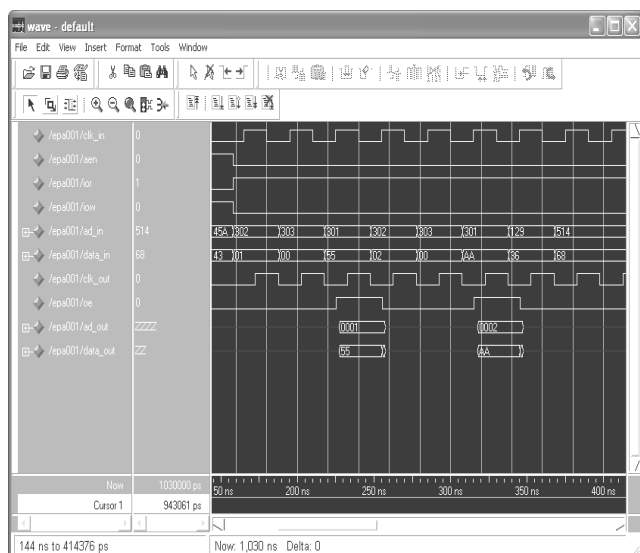 wave - default
File Edit View Insert Format Tools Window
/epa001/clk_in 0
/epa001/aen 0
/epa001/ior 1
/epa001/iow 0
/epa001/ad_in 514 45A 302 303 301 302 303 301 129 514
/epa001/data_in 68 43 01 00 55 02 00 AA 36 68
/epa001/clk_out 0
/epa001/oe 0
/epa001/ad_out ZZZZ 0001 0002
/epa001/data_out ZZ 55 AA
Now 1030000 ps 50 ns 200 ns 250 ns 300 ns 350 ns 400 ns
Cursor 1 943061 ps
144 ns to 414376 ps Now: 1,030 ns Delta: 0